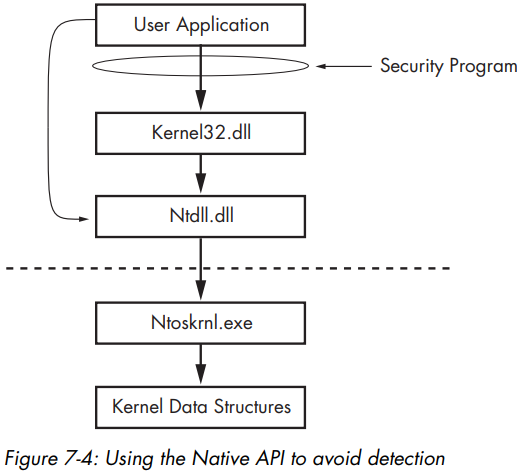 User Application
Security Program
Kernel32.dll
Ntdll.dll
Ntoskrnl.exe
Kernel Data Structures
Figure 7-4: Using the Native API to avoid detection